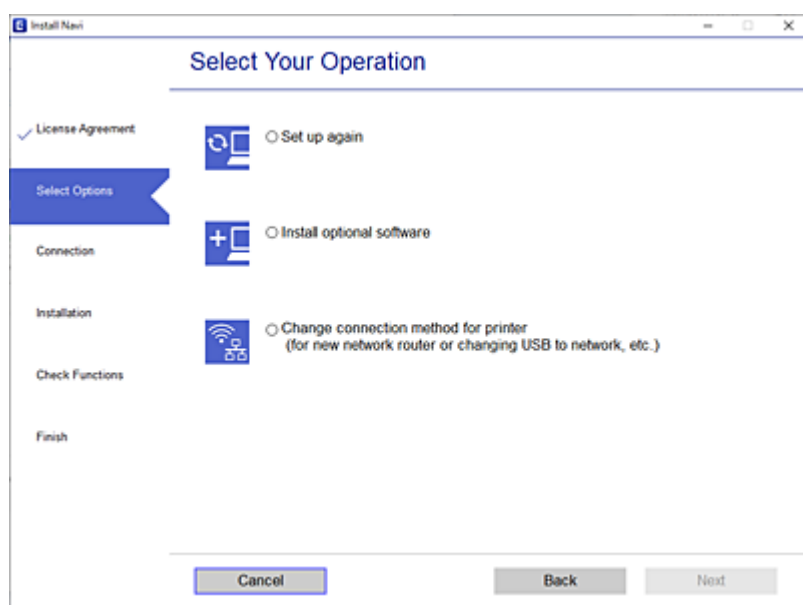 Install Navi
Select Your Operation
License Agreement
Select Options
Connection
Installation
Check Functions
Finish
Set up again
Install optional software
Change connection method for printer
(for new network router or changing USB to network, etc.)
Cancel
Back
Next